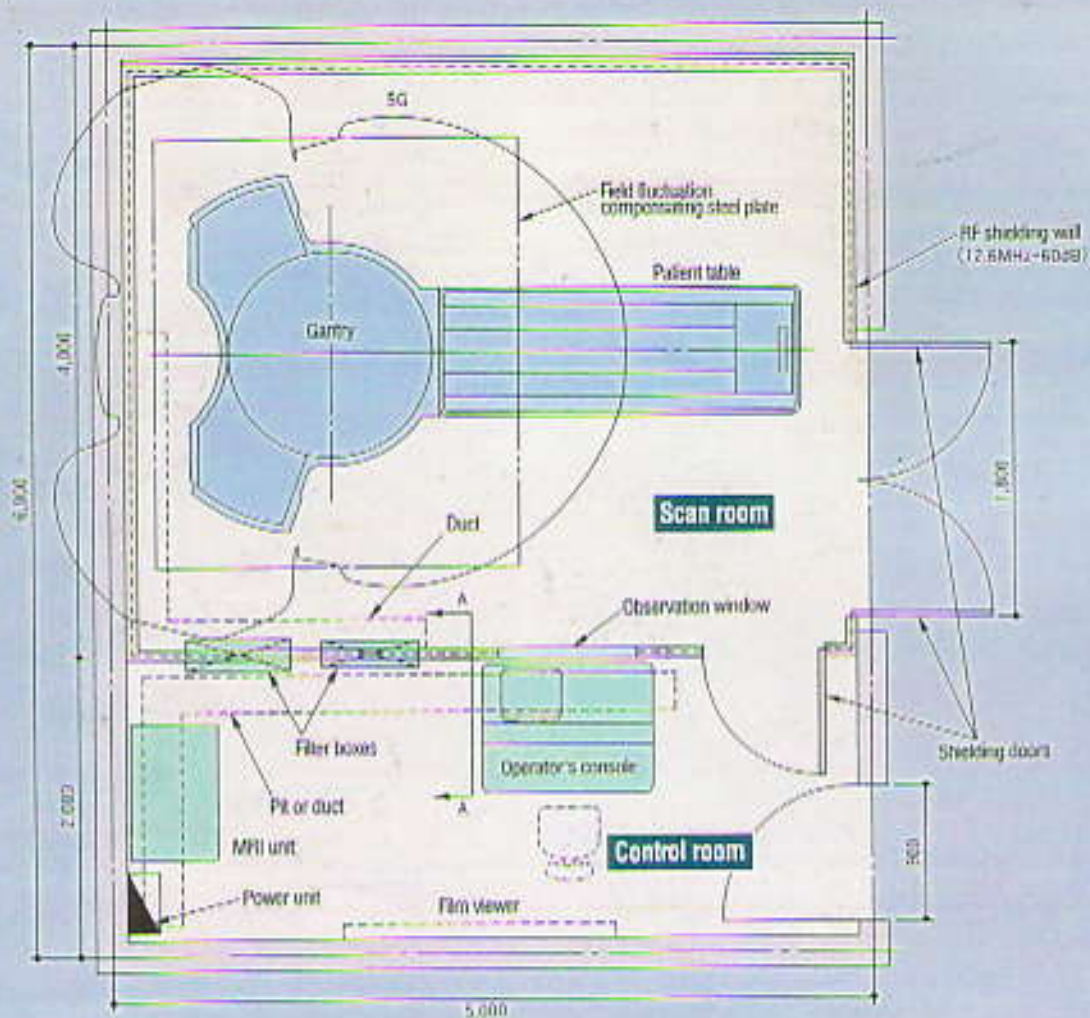 5G
Field fluctuation
compensating steel plate
RF shielding wall
(12.6MHz-60dB)
Patient table
Gantry
4,000
6,000
1,800
Scan room
Duct
A
Observation window
Filter boxes
Shielding doors
Operator's console
Pit or duct
A
2,000
MRI unit
Control room
900
Power unit
Film viewer
5,000